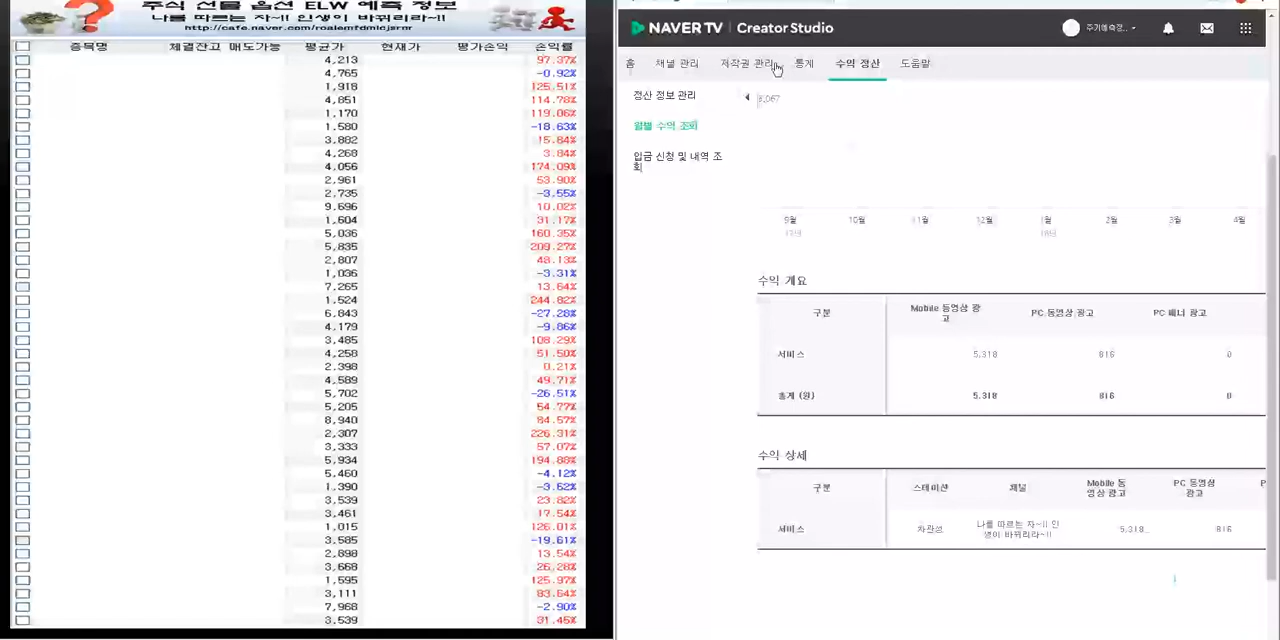 주식 선물 옵션 ELW 예측 정보
나를 따르는 자~!! 인생이 바뀌리라~!!
종목명 체결잔고 매도가능 평균가 현재가 평가손익 손익률
4,213 97.37%
4,765 -0.92%
1,918 125.51%
4,851 114.78%
1,170 119.06%
1,580 -18.63%
3,882 15.84%
4,268 3.84%
4,056 174.09%
2,961 53.90%
2,735 -3.55%
9,696 10.02%
1,604 31.17%
5,036 160.35%
5,835 209.27%
2,807 48.13%
1,036 -3.31%
7,265 13.64%
1,524 244.82%
6,843 -27.28%
4,179 -9.86%
3,485 108.29%
4,258 51.50%
2,398 0.21%
4,589 49.71%
5,702 -26.51%
5,205 54.77%
8,940 84.57%
2,307 226.31%
3,333 57.07%
5,934 194.88%
5,460 -4.12%
1,390 -3.62%
3,539 23.82%
3,461 17.54%
1,015 126.01%
3,585 -19.61%
2,898 13.54%
3,668 26.28%
1,595 125.97%
3,111 83.64%
7,968 -2.90%
3,539 31.45%
NAVER TV Creator Studio
주가예측장..
홈 채널 관리 저작권 관리 통계 수익 정산 도움말
정산 정보 관리
월별 수익 조회
입금 신청 및 내역 조
회
9월 10월 11월 12월 1월 2월 3월 4월
17년 18년
수익 개요
구분 Mobile 동영상 광
고 PC 동영상 광고 PC 배너 광고
서비스 5,318 816 0
총계 (원) 5,318 816 0
수익 상세
구분 스테이션 채널 Mobile 동
영상 광고 PC 동영상
광고 P
서비스 차관성 나를 따르는 자~!! 인
생이 바뀌리라~!! 5,318 816